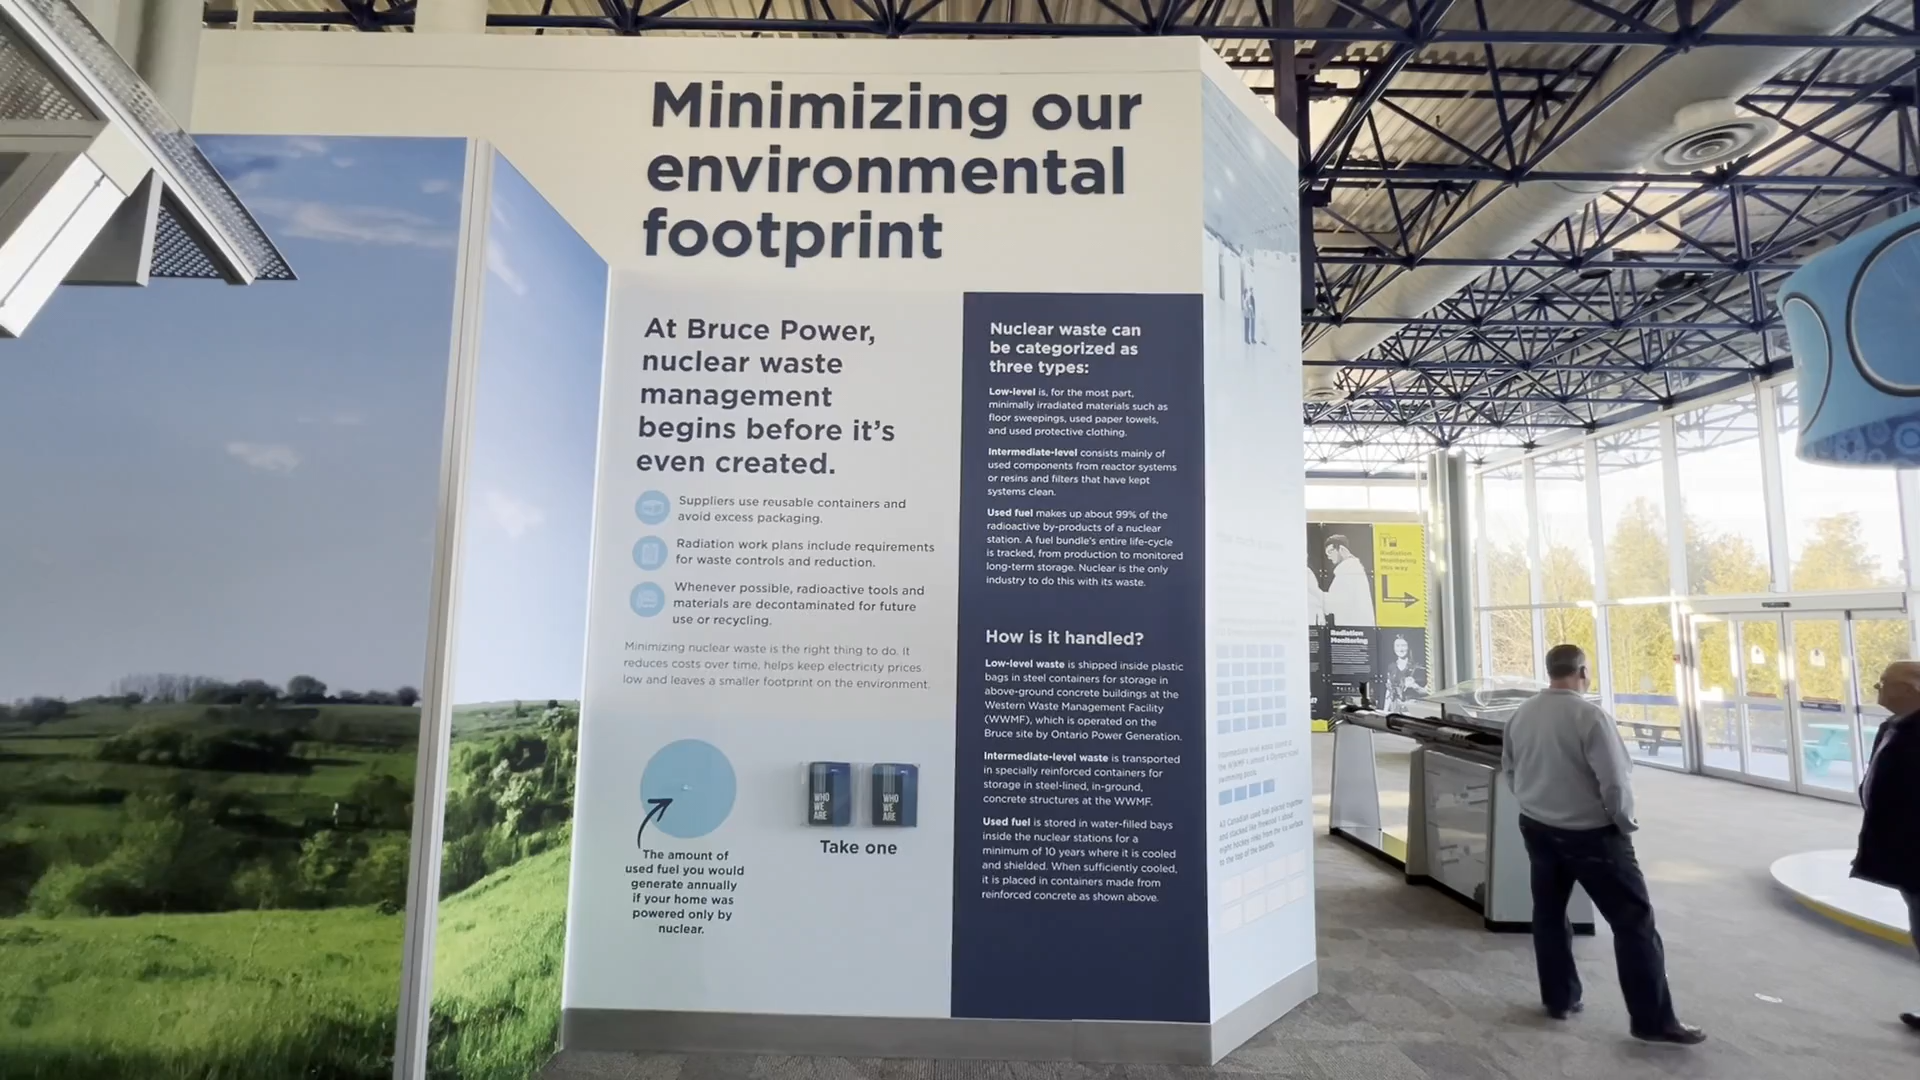 Minimizing our
environmental
footprint
At Bruce Power,
nuclear waste
management
begins before it's
even created.
Suppliers use reusable containers and
avoid excess packaging.
Radiation work plans include requirements
for waste controls and reduction.
Whenever possible, radioactive tools and
materials are decontaminated for future
use or recycling.
Minimizing nuclear waste is the right thing to do. It
reduces costs over time, helps keep electricity prices
low and leaves a smaller footprint on the environment.
The amount of
used fuel you would
generate annually
if your home was
powered only by
nuclear.
WHO
WE
ARE
WHO
WE
ARE
Take one
Nuclear waste can
be categorized as
three types:
Low-level is, for the most part,
minimally irradiated materials such as
floor sweepings, used paper towels,
and used protective clothing.
Intermediate-level consists mainly of
used components from reactor systems
or resins and filters that have kept
systems clean.
Used fuel makes up about 99% of the
radioactive by-products of a nuclear
station. A fuel bundle's entire life-cycle
is tracked, from production to monitored
long-term storage. Nuclear is the only
industry to do this with its waste.
How is it handled?
Low-level waste is shipped inside plastic
bags in steel containers for storage in
above-ground concrete buildings at the
Western Waste Management Facility
(WWMF), which is operated on the
Bruce site by Ontario Power Generation.
Intermediate-level waste is transported
in specially reinforced containers for
storage in steel-lined, in-ground,
concrete structures at the WWMF.
Used fuel is stored in water-filled bays
inside the nuclear stations for a
minimum of 10 years where it is cooled
and shielded. When sufficiently cooled,
it is placed in containers made from
reinforced concrete as shown above.
Radiation
Monitoring
this way
Radiation
Monitoring